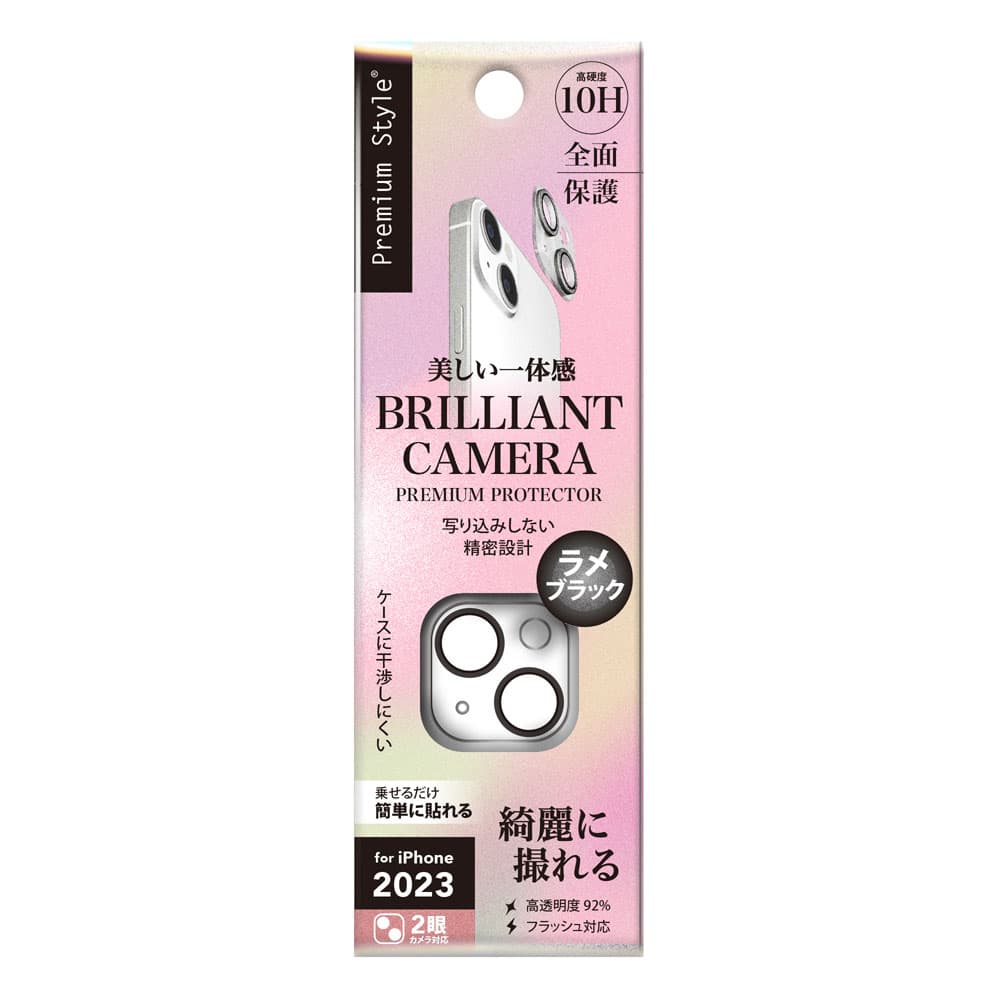 Premium Style®
高硬度
10H
全面
保護
美しい一体感
BRILLIANT
CAMERA
PREMIUM PROTECTOR
写り込みしない
精密設計
ラメ
ブラック
ケースに干渉しにくい
乗せるだけ
簡単に貼れる
for iPhone
2023
2眼
カメラ対応
綺麗に
撮れる
高透明度 92%
フラッシュ対応